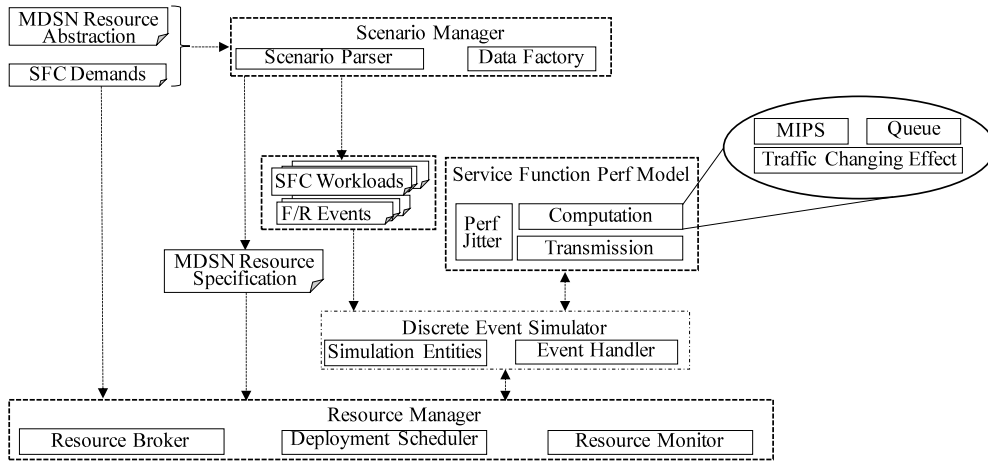 MDSN Resource
Abstraction
SFC Demands
Scenario Manager
Scenario Parser
Data Factory
SFC Workloads
F/R Events
MDSN Resource
Specification
Service Function Perf Model
Perf
Jitter
Computation
Transmission
MIPS
Queue
Traffic Changing Effect
Discrete Event Simulator
Simulation Entities
Event Handler
Resource Manager
Resource Broker
Deployment Scheduler
Resource Monitor